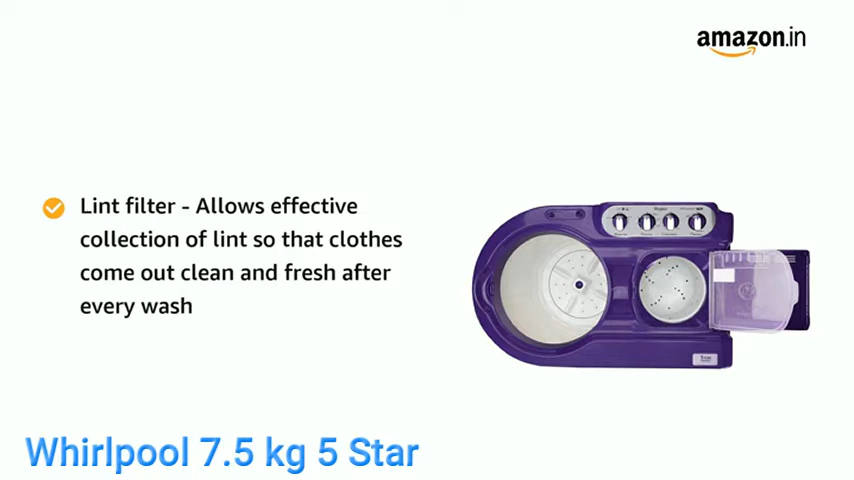 amazon.in
Lint filter - Allows effective
collection of lint so that clothes
come out clean and fresh after
every wash
Whirlpool 7.5 kg 5 Star